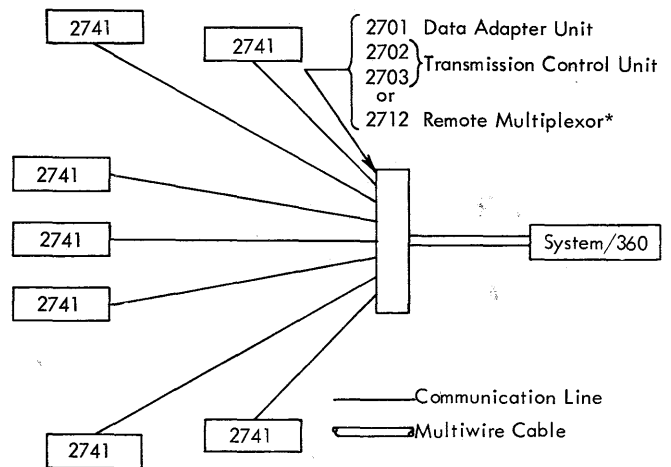 2741
2741
2701 Data Adapter Unit
2702
2703
Transmission Control Unit
or
2712 Remote Multiplexor*
2741
2741
2741
System/360
2741
2741
Communication Line
Multiwire Cable